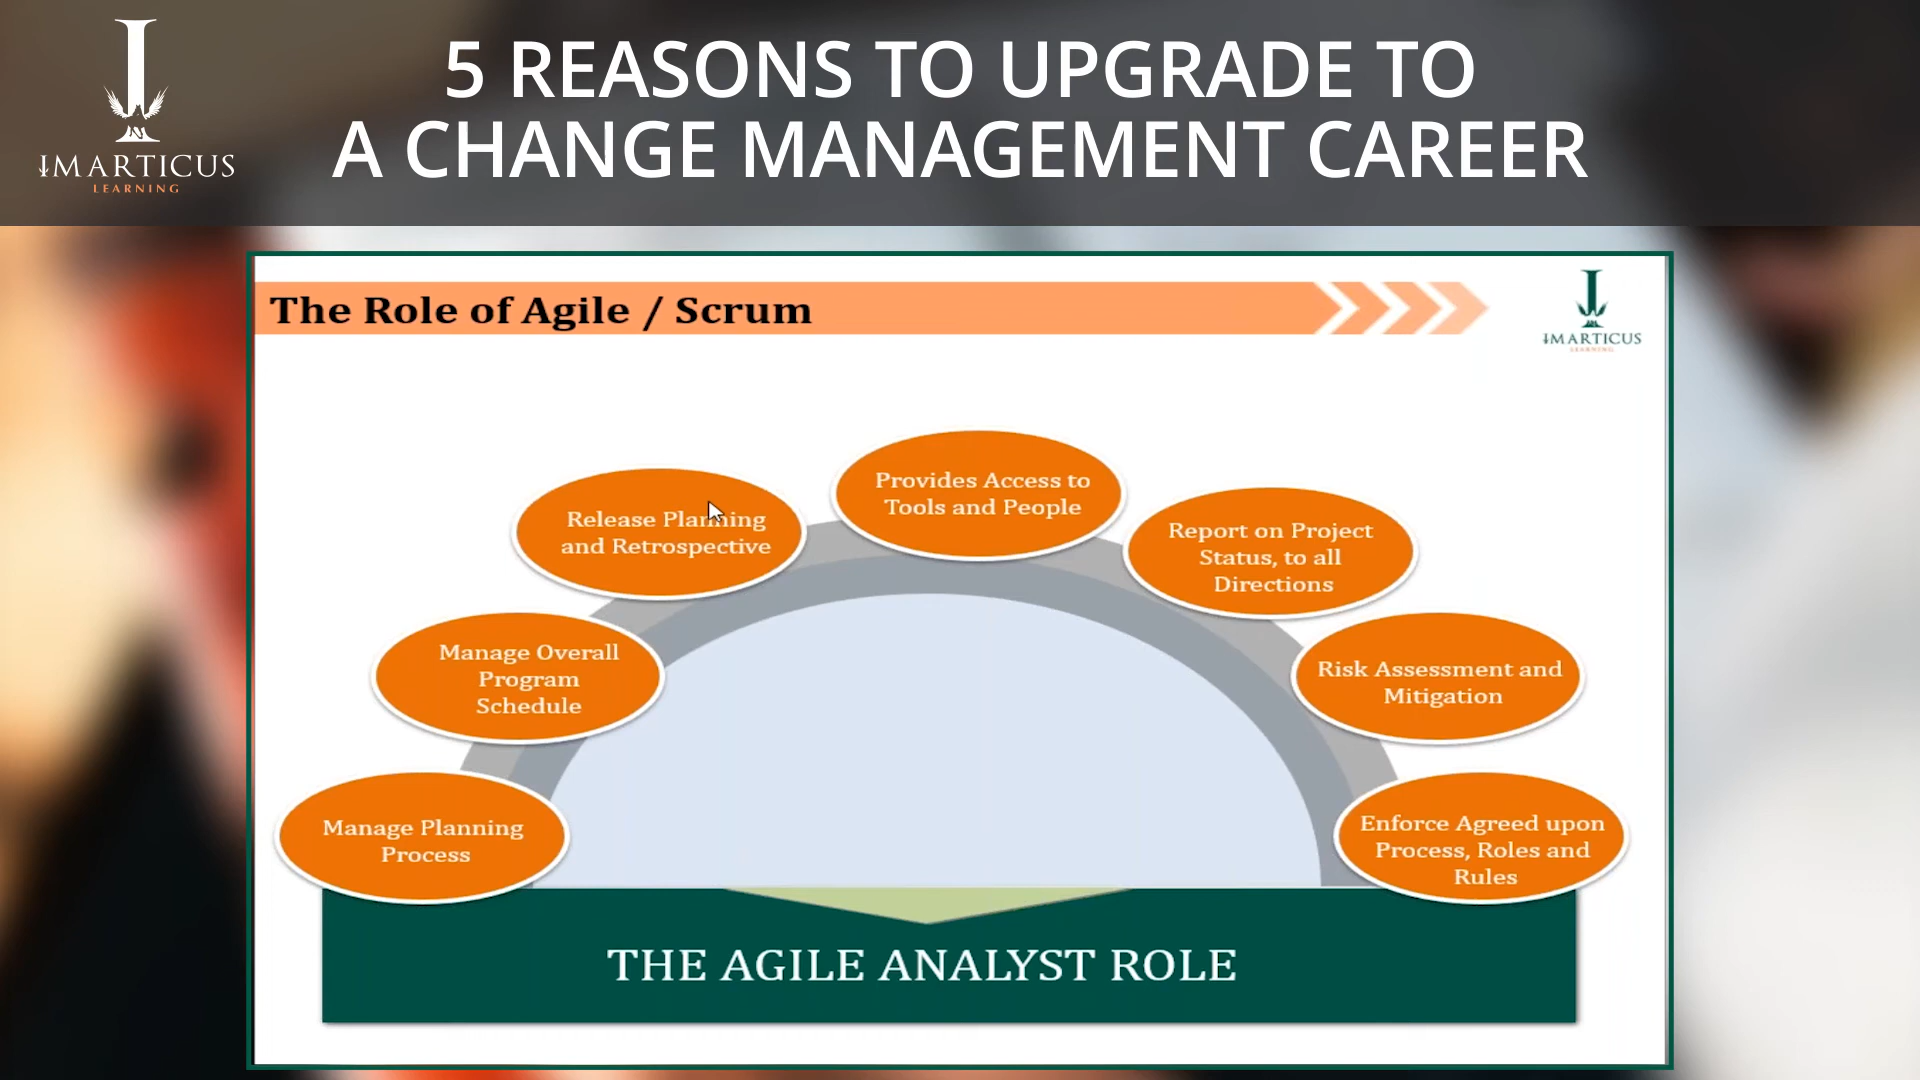 5 REASONS TO UPGRADE TO
A CHANGE MANAGEMENT CAREER
IMARTICUS
LEARNING
The Role of Agile / Scrum
IMARTICUS
LEARNING
Manage Planning
Process
Manage Overall
Program
Schedule
Release Planning
and Retrospective
Provides Access to
Tools and People
Report on Project
Status, to all
Directions
Risk Assessment and
Mitigation
Enforce Agreed upon
Process, Roles and
Rules
THE AGILE ANALYST ROLE